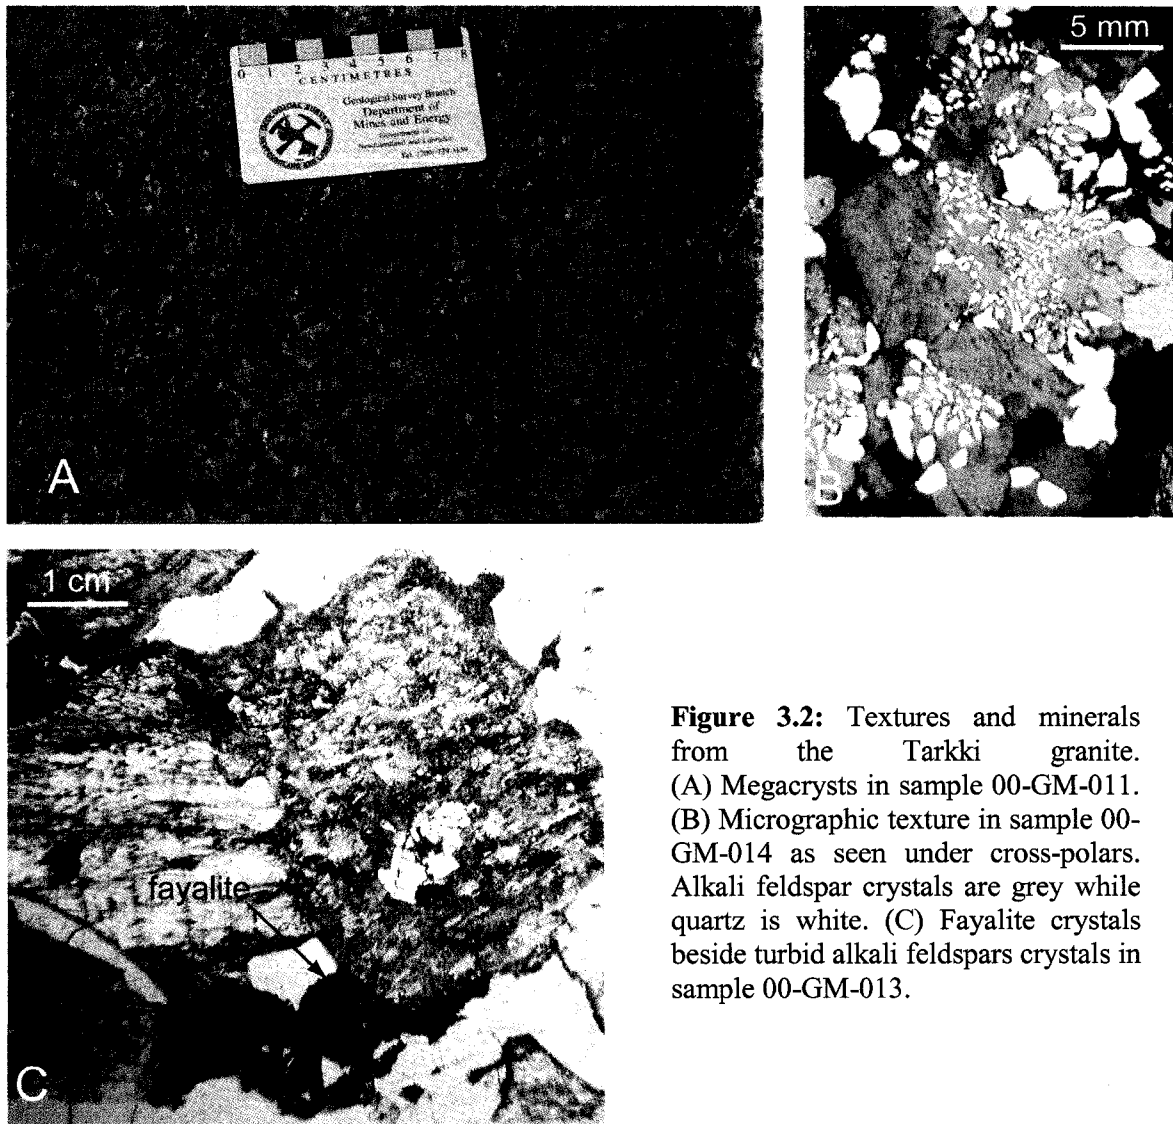 0 1 2 3 4 5 6 7 8
CENTIMETRES
Geological Survey Branch
Department of
Mines and Energy
A
5 mm
B
1 cm
fayalite
C
Figure 3.2: Textures and minerals
from the Tarkki granite.
(A) Megacrysts in sample 00-GM-011.
(B) Micrographic texture in sample 00-
GM-014 as seen under cross-polars.
Alkali feldspar crystals are grey while
quartz is white. (C) Fayalite crystals
beside turbid alkali feldspars crystals in
sample 00-GM-013.